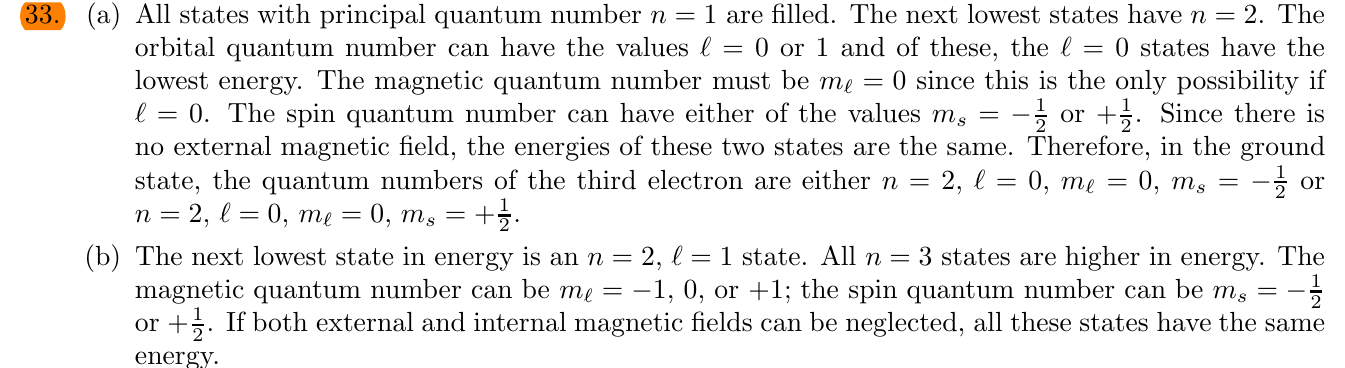 33. (a) All states with principal quantum number n = 1 are filled. The next lowest states have n = 2. The
orbital quantum number can have the values ℓ = 0 or 1 and of these, the ℓ = 0 states have the
lowest energy. The magnetic quantum number must be mℓ = 0 since this is the only possibility if
ℓ = 0. The spin quantum number can have either of the values mₛ = −½ or +½. Since there is
no external magnetic field, the energies of these two states are the same. Therefore, in the ground
state, the quantum numbers of the third electron are either n = 2, ℓ = 0, mℓ = 0, mₛ = −½ or
n = 2, ℓ = 0, mℓ = 0, mₛ = +½.
(b) The next lowest state in energy is an n = 2, ℓ = 1 state. All n = 3 states are higher in energy. The
magnetic quantum number can be mℓ = −1, 0, or +1; the spin quantum number can be mₛ = −½
or +½. If both external and internal magnetic fields can be neglected, all these states have the same
energy.